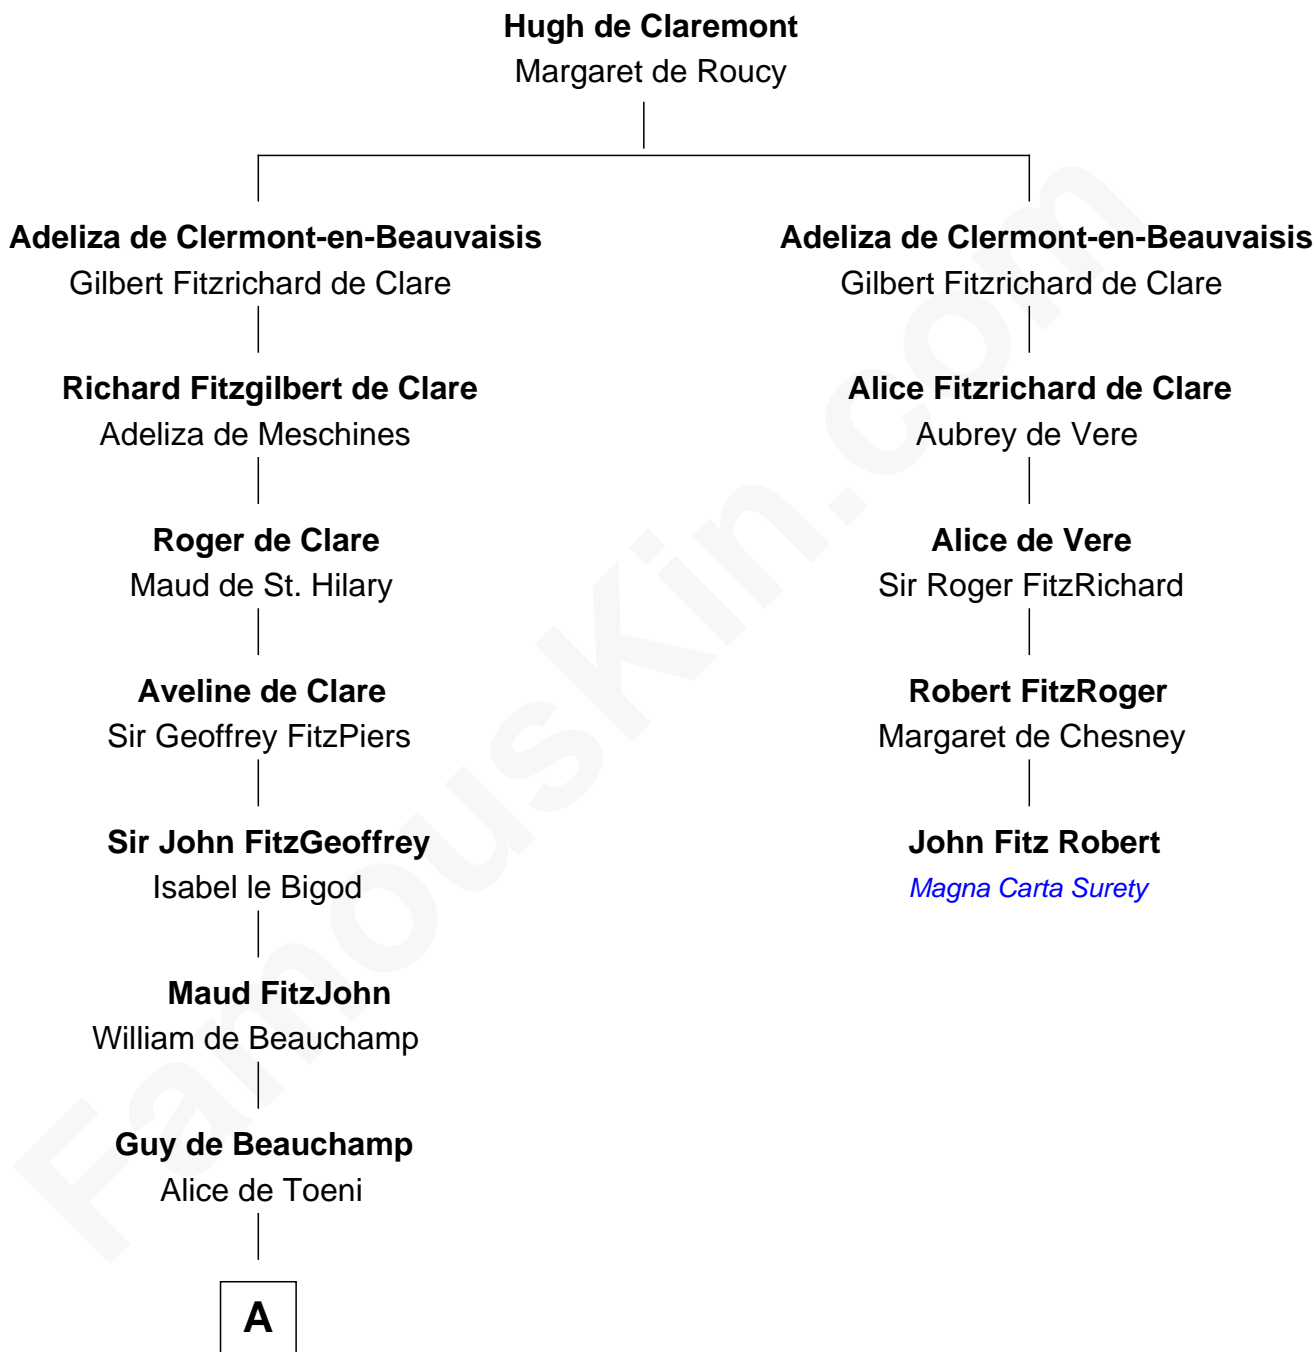 Hugh de Claremont
Margaret de Roucy
Adeliza de Clermont-en-Beauvaisis
Gilbert Fitzrichard de Clare
Richard Fitzgilbert de Clare
Adeliza de Meschines
Roger de Clare
Maud de St. Hilary
Aveline de Clare
Sir Geoffrey FitzPiers
Sir John FitzGeoffrey
Isabel le Bigod
Maud FitzJohn
William de Beauchamp
Guy de Beauchamp
Alice de Toeni
A
Adeliza de Clermont-en-Beauvaisis
Gilbert Fitzrichard de Clare
Alice Fitzrichard de Clare
Aubrey de Vere
Alice de Vere
Sir Roger FitzRichard
Robert FitzRoger
Margaret de Chesney
John Fitz Robert
Magna Carta Surety
FamousKin.com